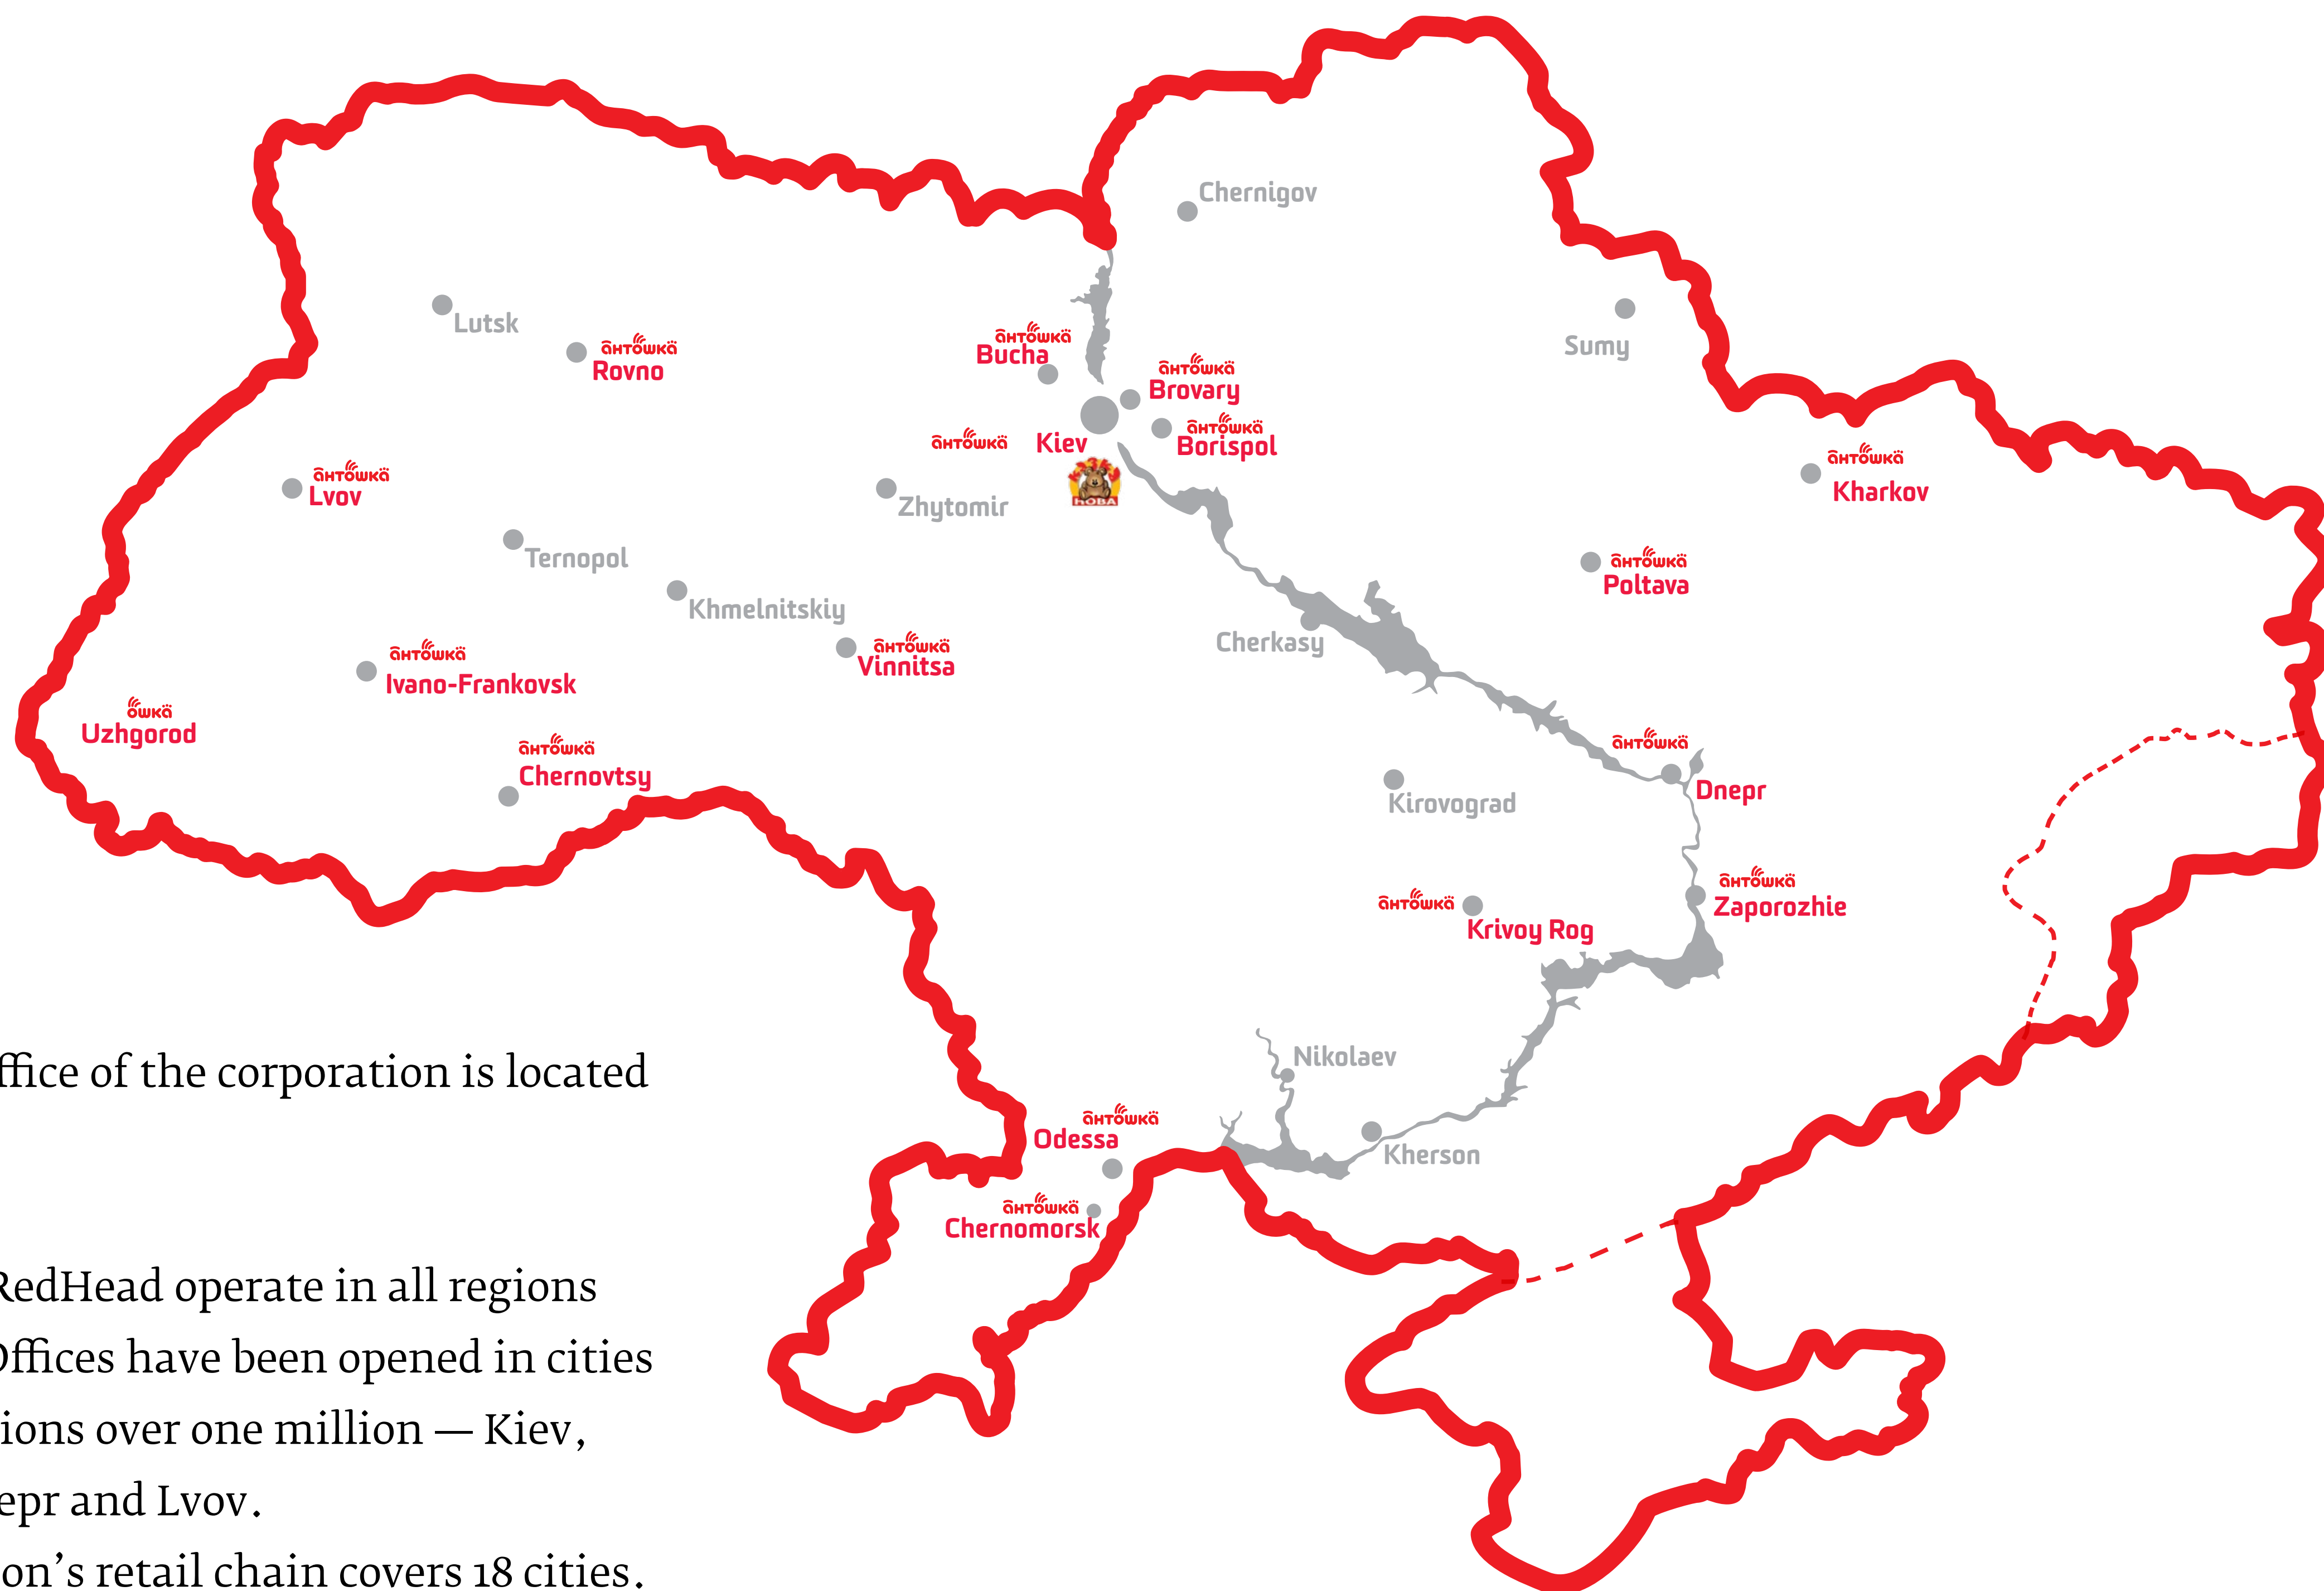 Chernigov
Lutsk
Sumy
антошка
Rovno
антошка
Bucha
антошка
Brovary
антошка
Borispol
антошка
Kiev
НОВА
антошка
Kharkov
антошка
Lvov
Zhytomir
Ternopol
антошка
Poltava
Khmelnitskiy
Cherkasy
антошка
Vinnitsa
антошка
Ivano-Frankovsk
ошка
Uzhgorod
антошка
Chernovtsy
антошка
Dnepr
Kirovograd
антошка
Zaporozhie
антошка
Krivoy Rog
Nikolaev
антошка
Odessa
Kherson
антошка
Chernomorsk
ffice of the corporation is located
RedHead operate in all regions
Offices have been opened in cities
ions over one million — Kiev,
epr and Lvov.
on’s retail chain covers 18 cities.